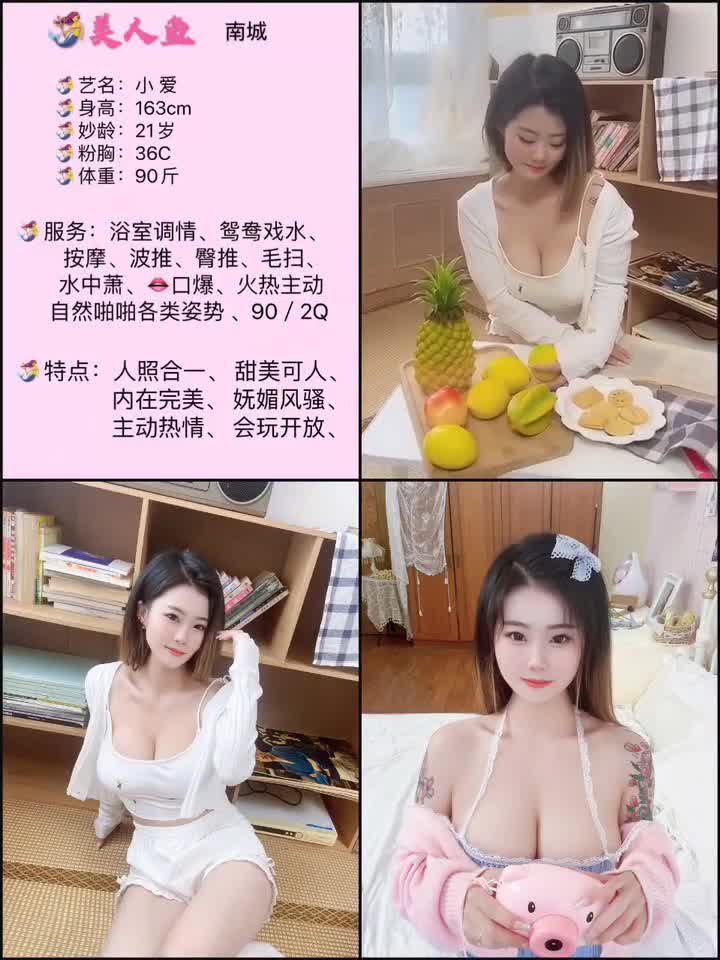 美人鱼 南城
艺名：小爱
身高：163cm
妙龄：21岁
粉胸：36C
体重：90斤
服务：浴室调情、鸳鸯戏水、
按摩、波推、臀推、毛扫、
水中萧、👄口爆、火热主动
自然啪啪各类姿势、90 / 2Q
特点：人照合一、甜美可人、
内在完美、妩媚风骚、
主动热情、会玩开放、